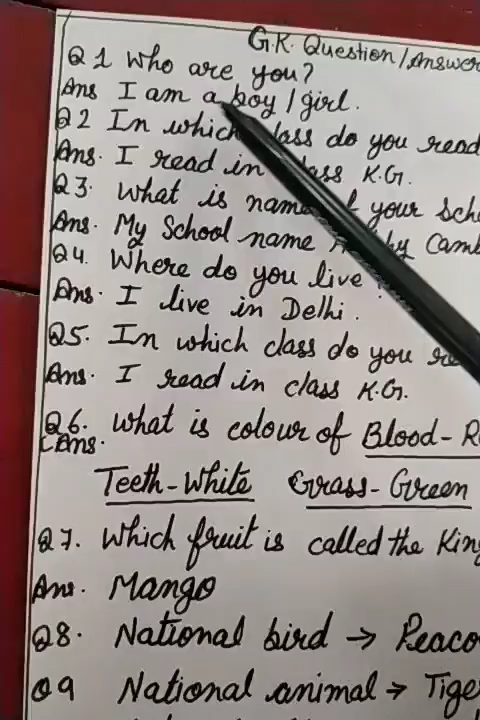 G.K. Question/Answer
Q1 Who are you?
Ans I am a boy/girl.
Q2 In which class do you read
Ans. I read in class K.G.
Q3. What is name of your
Ans. My School name
Q4. Where do you live ?
Ans. I live in Delhi.
Q5. In which class do you
Ans. I read in class K.G.
Q6. What is colour of Blood-R
Ans.
Teeth-White Grass-Green
Q7. Which fruit is called the King
Ans. Mango
Q8. National bird → Peaco
Q9 National animal → Tige